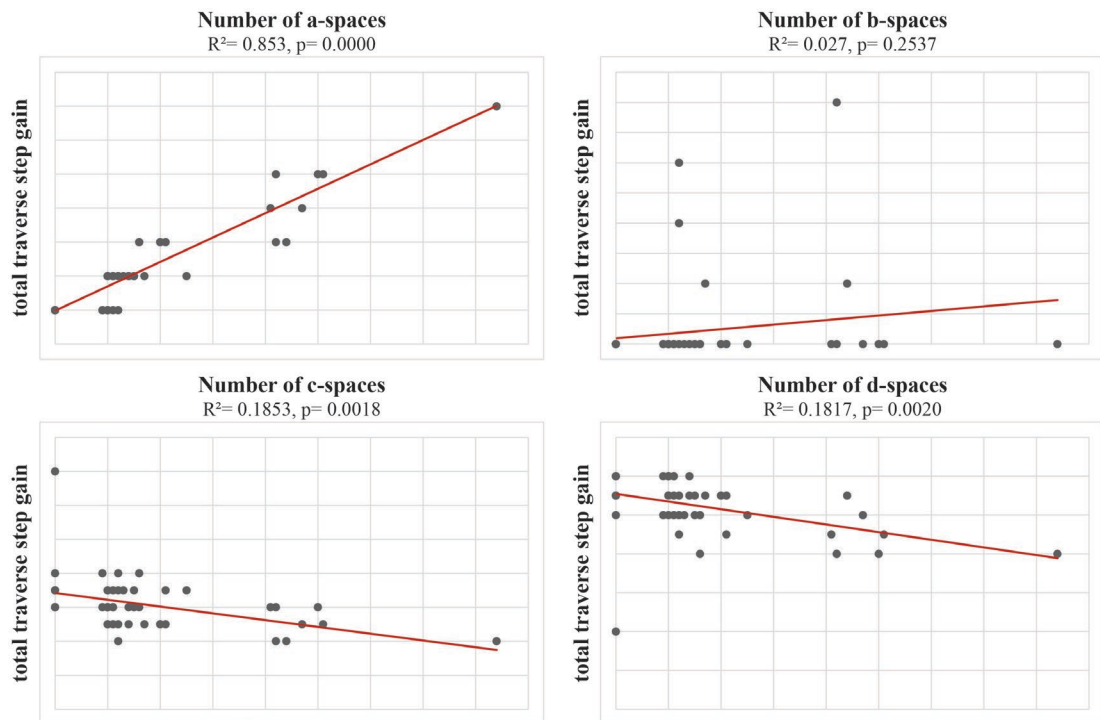 Number of a-spaces
R²= 0.853, p= 0.0000
total traverse step gain
Number of b-spaces
R²= 0.027, p= 0.2537
total traverse step gain
Number of c-spaces
R²= 0.1853, p= 0.0018
total traverse step gain
Number of d-spaces
R²= 0.1817, p= 0.0020
total traverse step gain